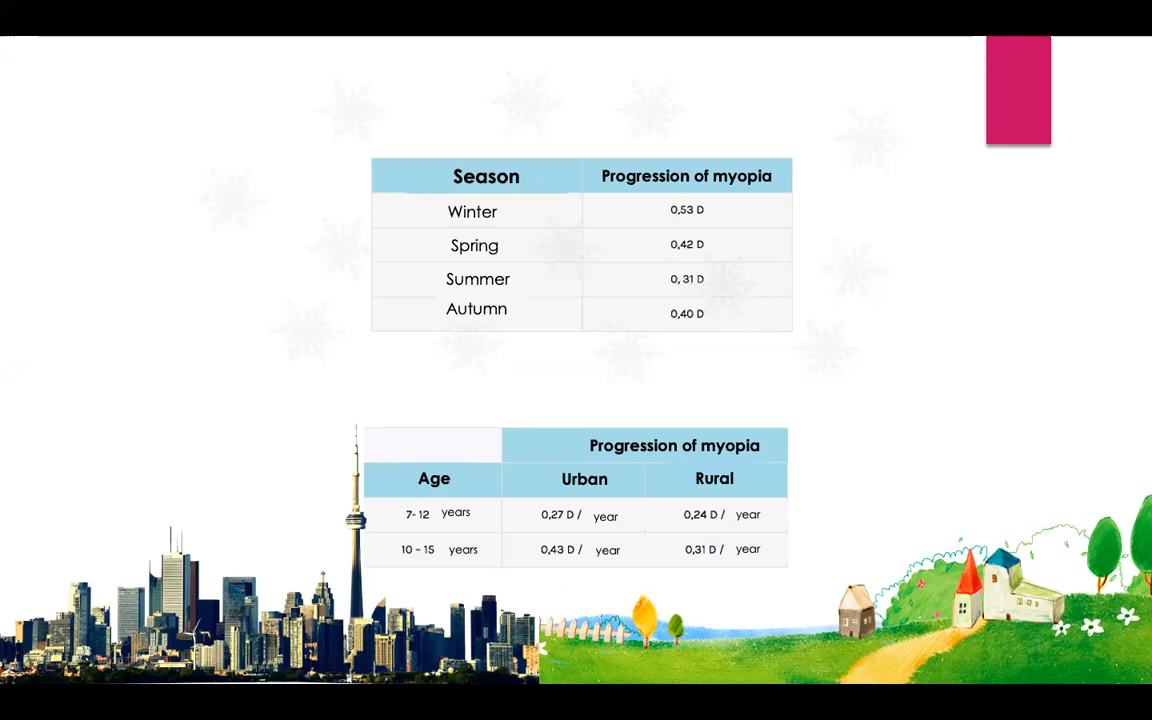 Season Progression of myopia
Winter 0,53 D
Spring 0,42 D
Summer 0, 31 D
Autumn 0,40 D
Progression of myopia
Age Urban Rural
7- 12 years 0,27 D / year 0,24 D / year
10 - 15 years 0,43 D / year 0,31 D / year